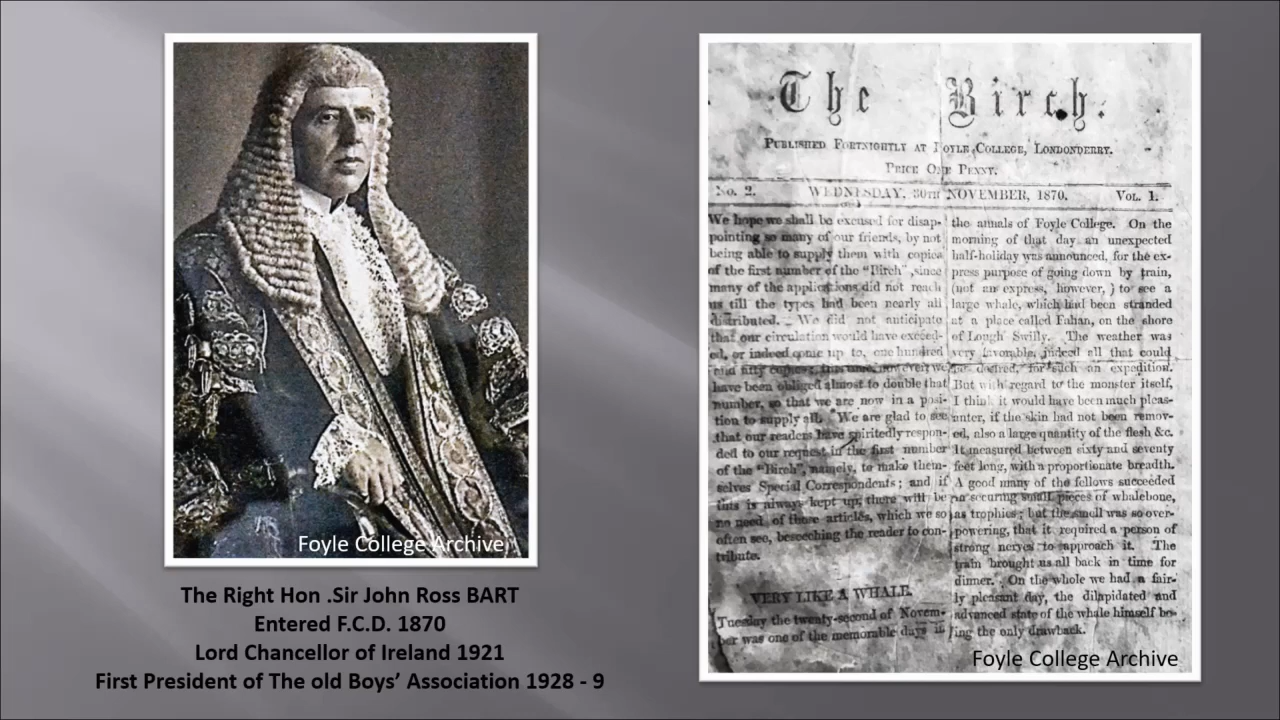 Foyle College Archive
The Right Hon .Sir John Ross BART
Entered F.C.D. 1870
Lord Chancellor of Ireland 1921
First President of The old Boys’ Association 1928 - 9
The Birch.
PUBLISHED FORTNIGHTLY AT FOYLE COLLEGE, LONDONDERRY.
PRICE ONE PENNY.
No. 2. WEDNESDAY, 30TH NOVEMBER, 1870. VOL. 1.
We hope we shall be excused for disap-
pointing so many of our friends, by not
being able to supply them with copies
of the first number of the “Birch”, since
many of the applications did not reach
us till the types had been nearly all
distributed. We did not anticipate
that our circulation would have exceed-
ed, or indeed come up to, one hundred
and fifty copies; this time, however, we
have been obliged almost to double that
number, so that we are now in a posi-
tion to supply all. We are glad to see
that our readers have spiritedly respon-
ded to our request in the first number
of the “Birch”, namely, to make them-
selves Special Correspondents; and if
this is always kept up, there will be
no need of those articles, which we so
often see, beseeching the reader to con-
tribute.
VERY LIKE A WHALE.
Tuesday the twenty-second of Novem-
ber was one of the memorable days in
the annals of Foyle College. On the
morning of that day an unexpected
half-holiday was announced, for the ex-
press purpose of going down by train,
(not an express, however, ) to see a
large whale, which had been stranded
at a place called Fahan, on the shore
of Lough Swilly. The weather was
very favorable, indeed all that could
be desired, for such an expedition.
But with regard to the monster itself,
I think it would have been much pleas-
anter, if the skin had not been remov-
ed, also a large quantity of the flesh &c.
It measured between sixty and seventy
feet long, with a proportionate breadth.
A good many of the fellows succeeded
in securing small pieces of whalebone,
as trophies; but the smell was so over-
powering, that it required a person of
strong nerves to approach it. The
train brought us all back in time for
dinner. On the whole we had a fair-
ly pleasant day, the dilapidated and
advanced state of the whale himself be-
ing the only drawback.
Foyle College Archive